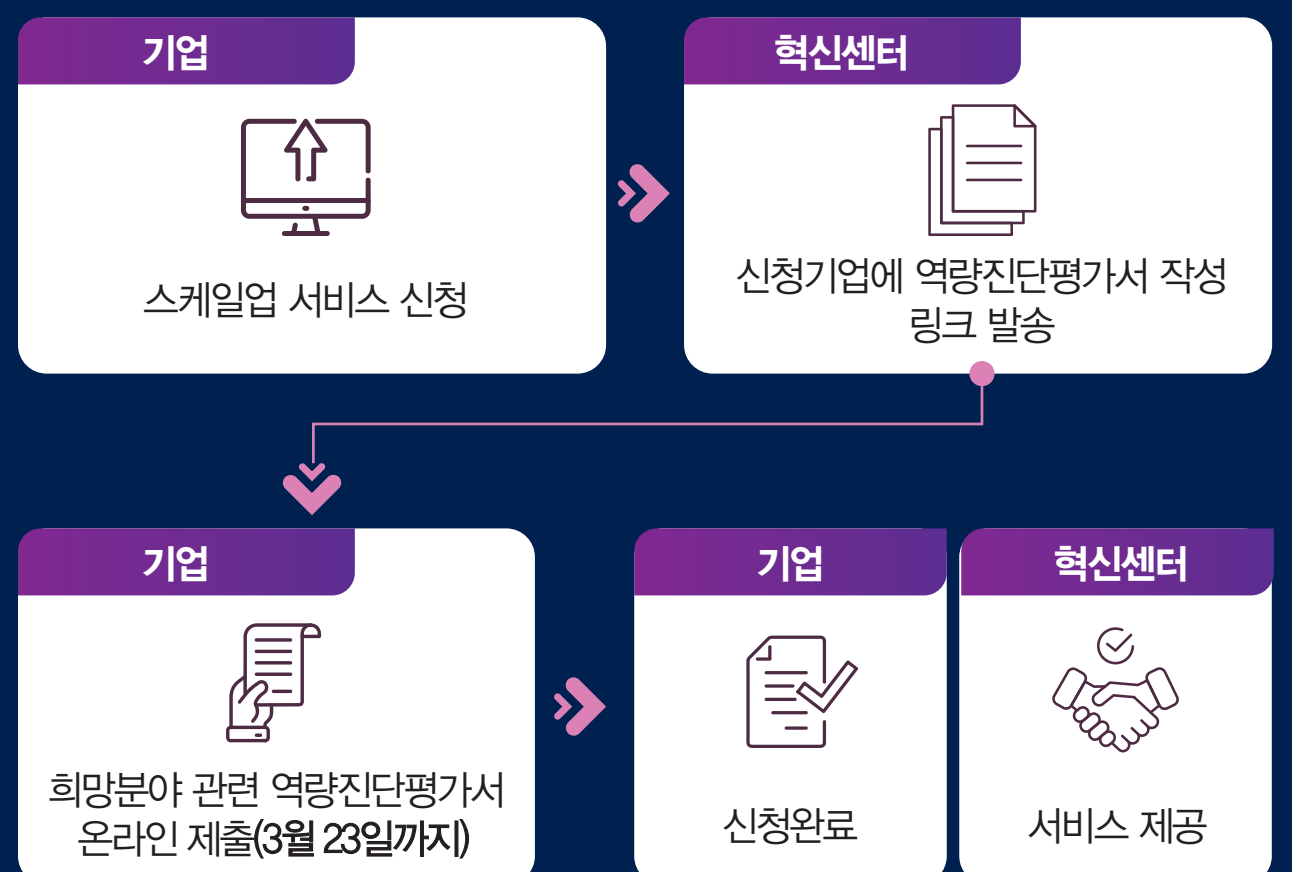 기업
스케일업 서비스 신청
혁신센터
신청기업에 역량진단평가서 작성
링크 발송
기업
희망분야 관련 역량진단평가서
온라인 제출(3월 23일까지)
기업
신청완료
혁신센터
서비스 제공